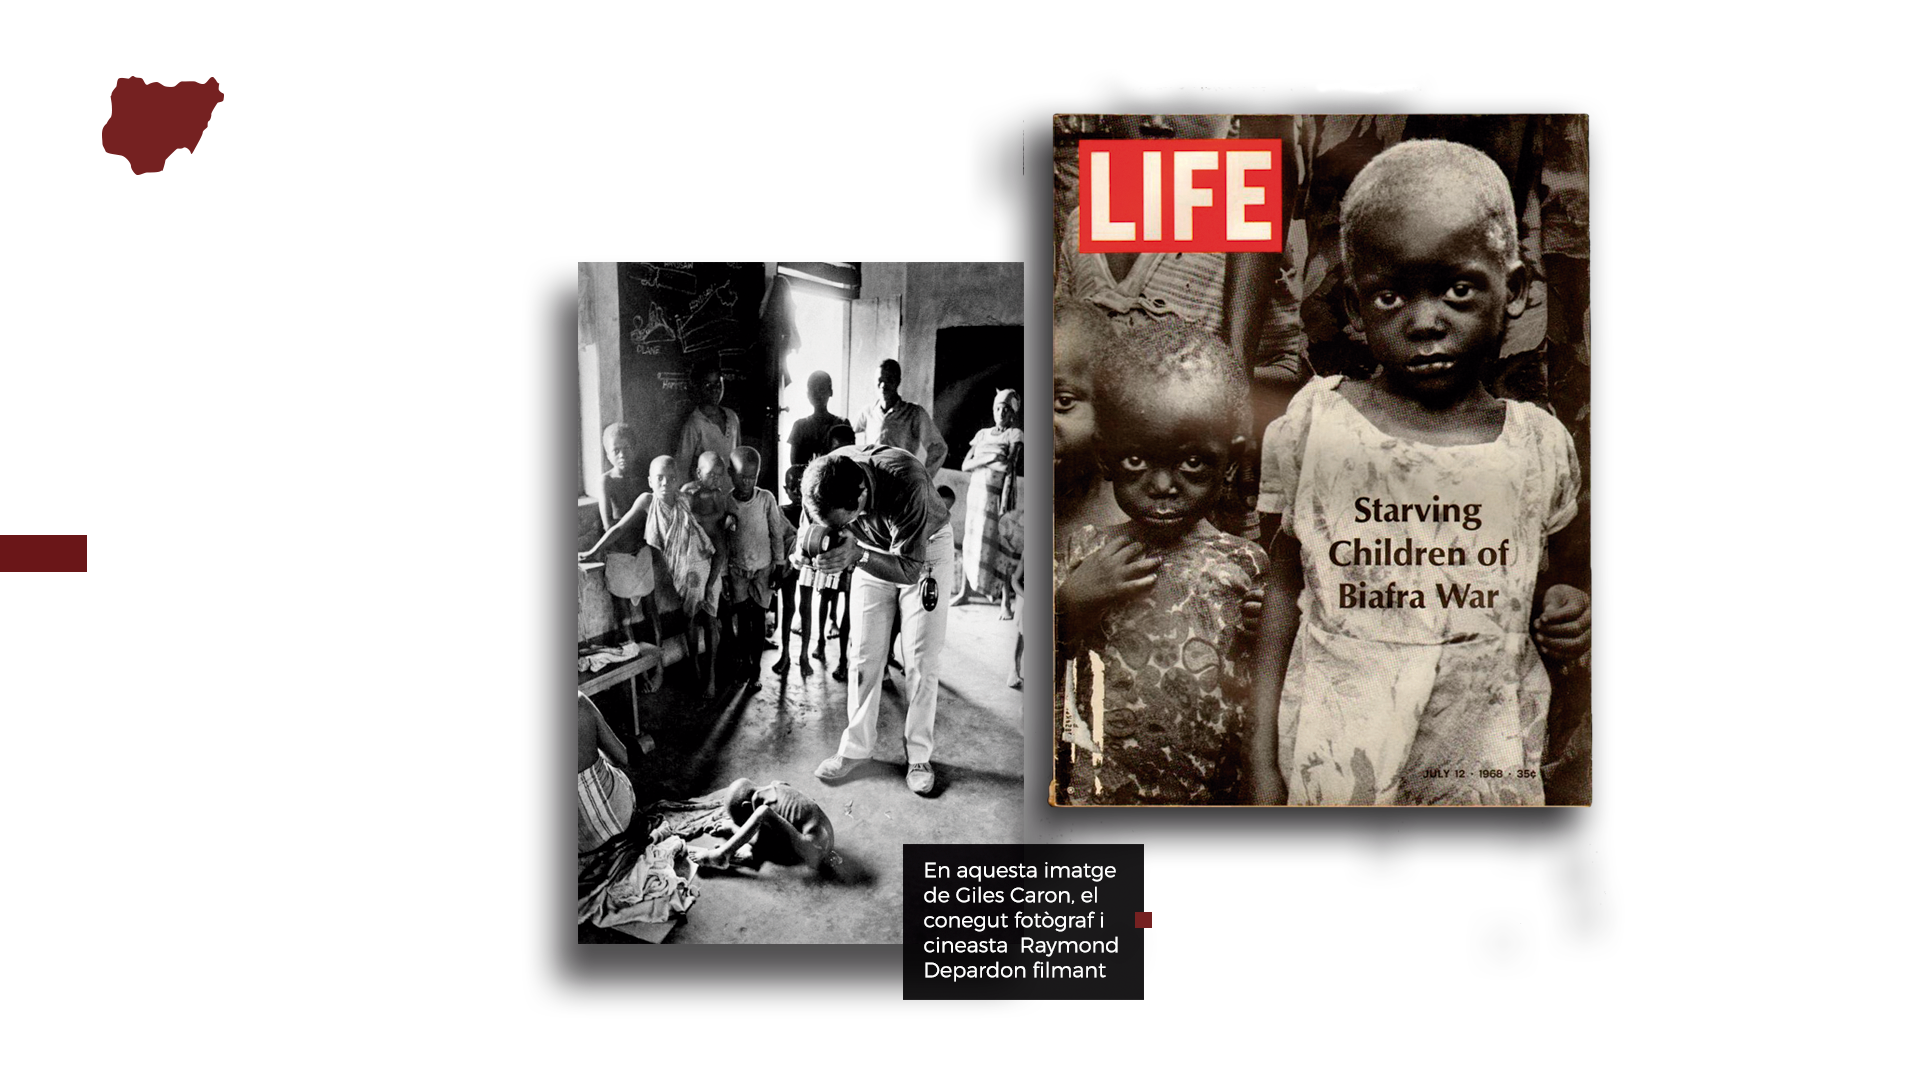 LIFE
Starving
Children of
Biafra War
JULY 12 · 1968 · 35¢
PLANE
En aquesta imatge
de Giles Caron, el
conegut fotògraf i
cineasta  Raymond
Depardon filmant